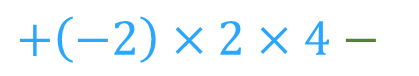 +(−2) × 2 × 4 −